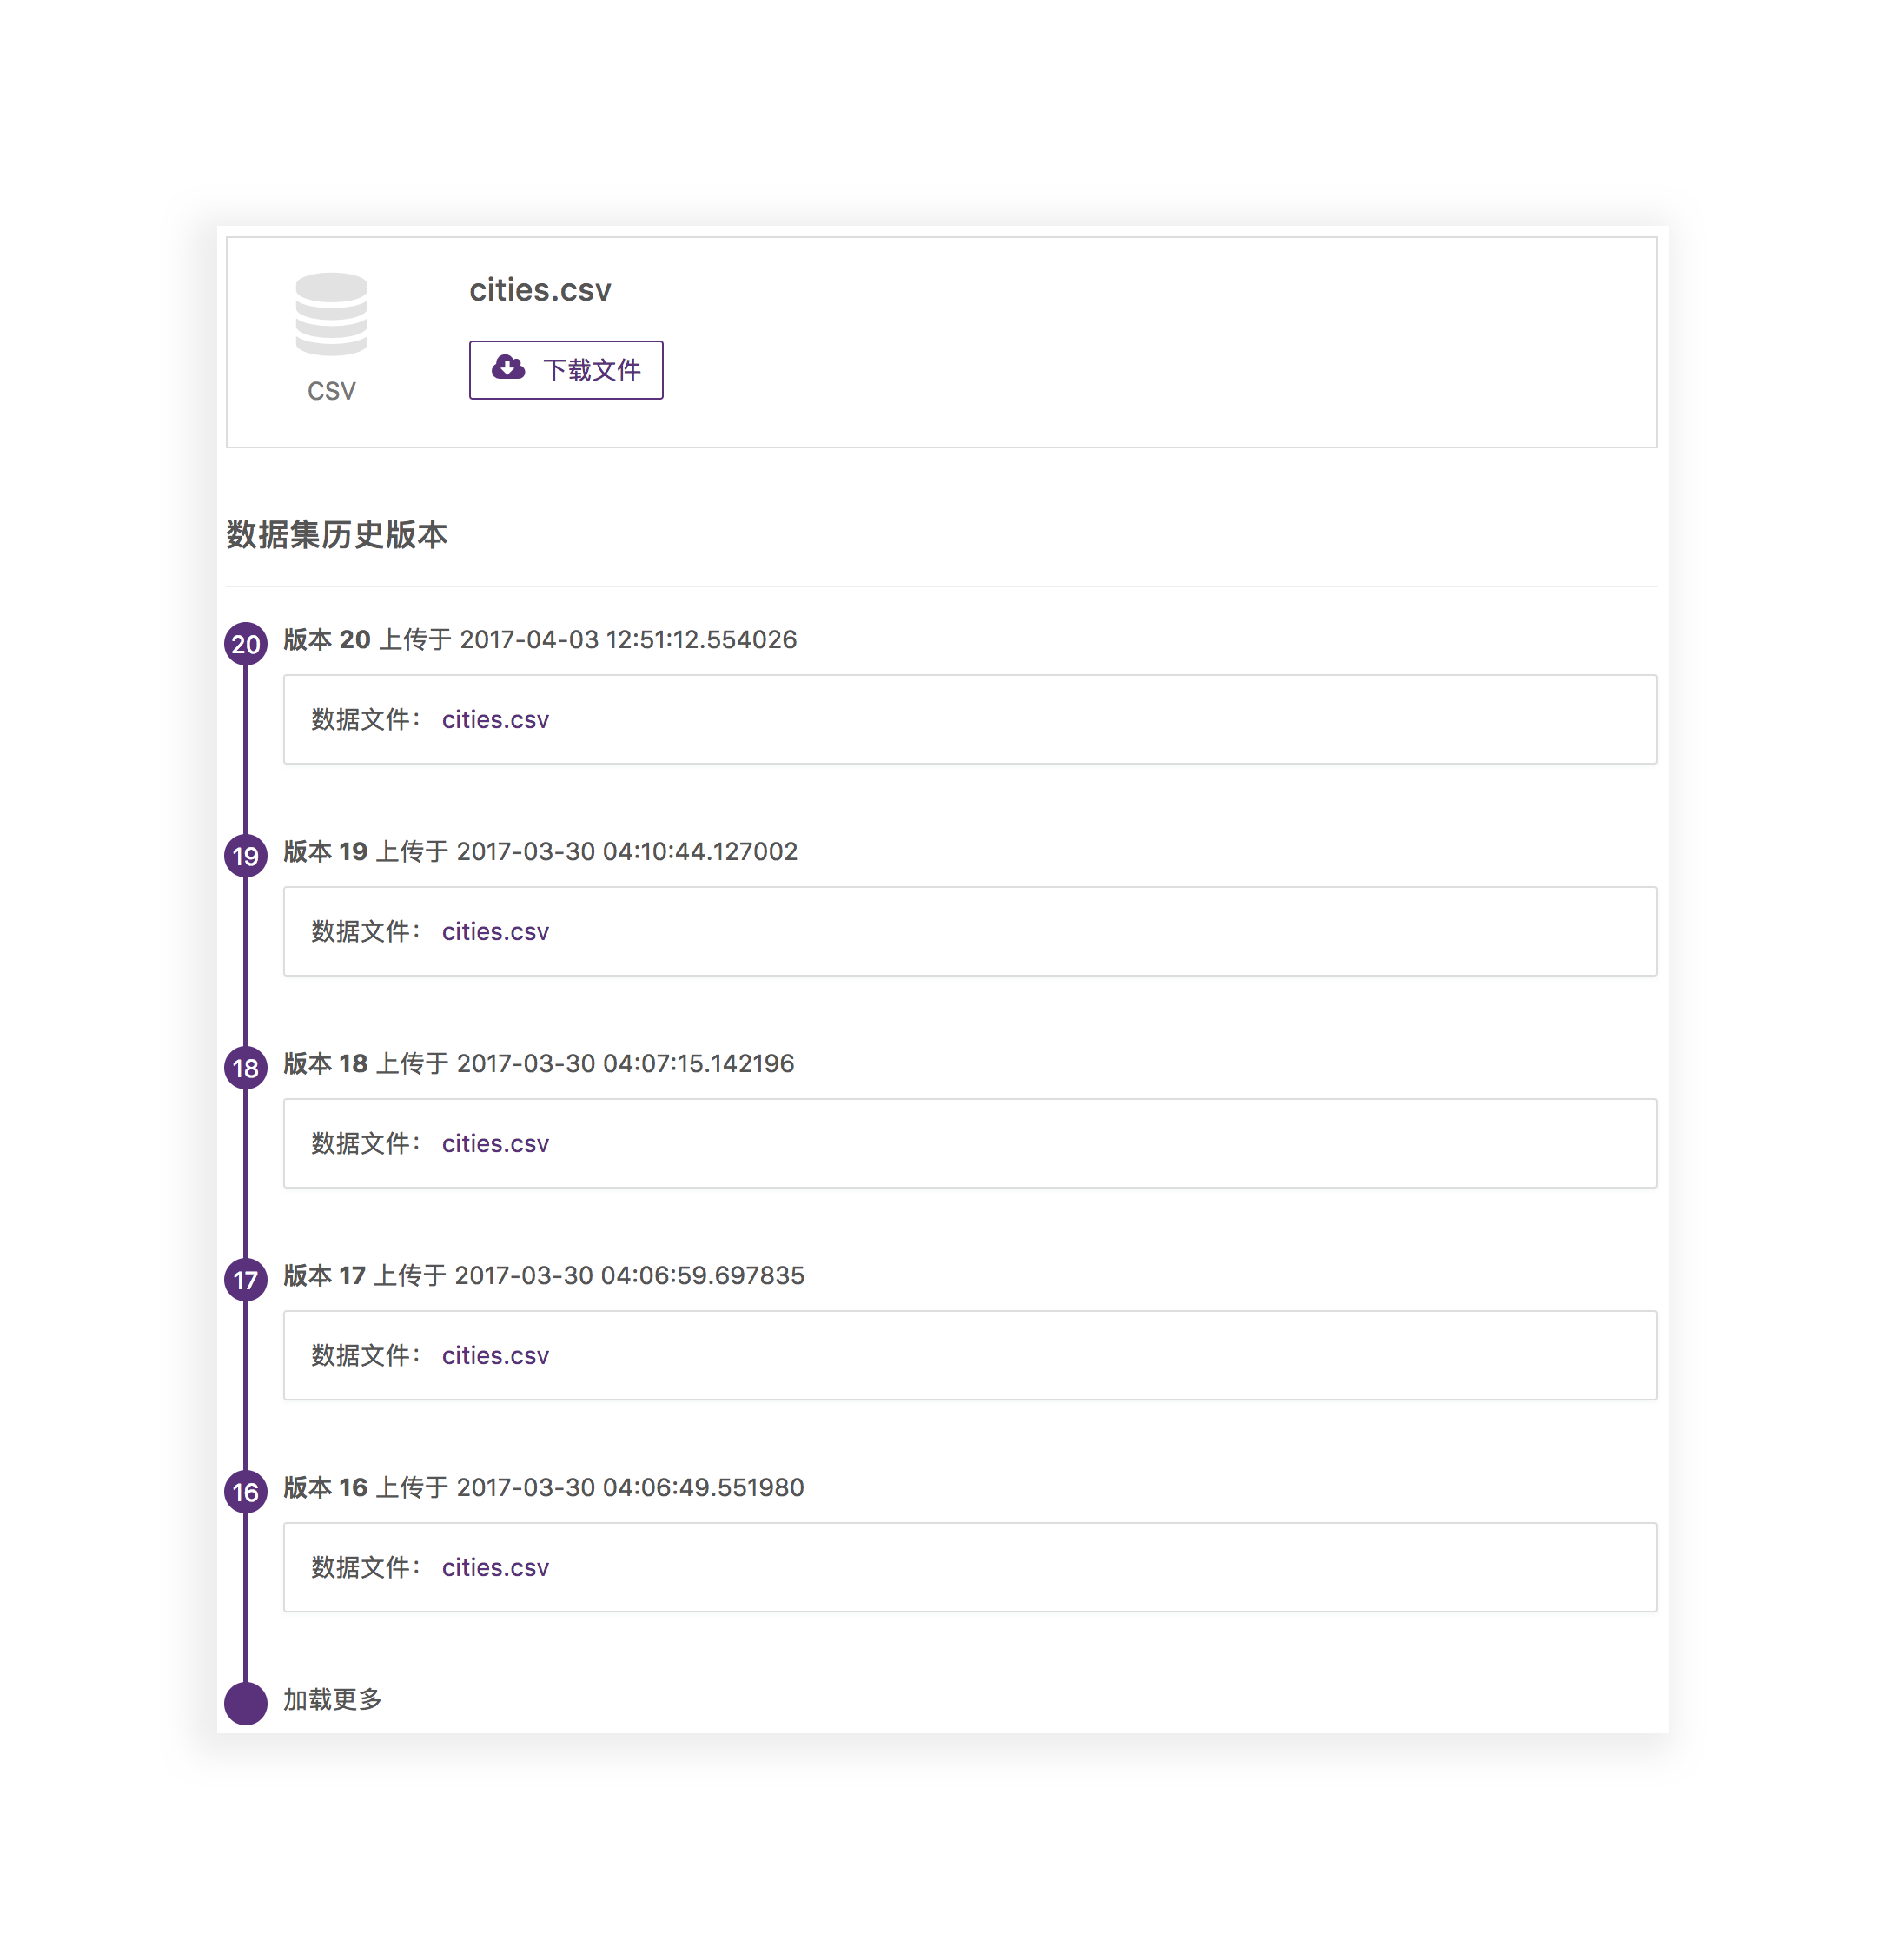 cities.csv
CSV
下载文件
数据集历史版本
20
版本 20 上传于 2017-04-03 12:51:12.554026
数据文件： cities.csv
19
版本 19 上传于 2017-03-30 04:10:44.127002
数据文件： cities.csv
18
版本 18 上传于 2017-03-30 04:07:15.142196
数据文件： cities.csv
17
版本 17 上传于 2017-03-30 04:06:59.697835
数据文件： cities.csv
16
版本 16 上传于 2017-03-30 04:06:49.551980
数据文件： cities.csv
加载更多